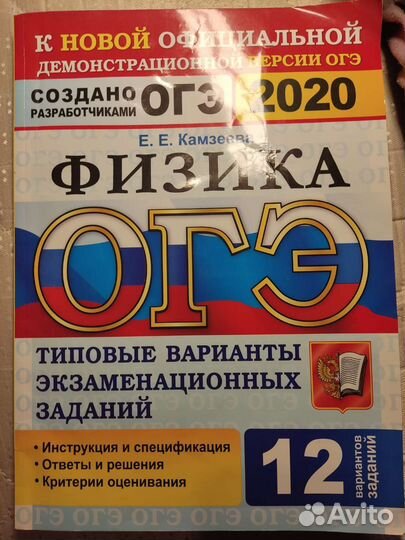 К НОВОЙ ОФИЦИАЛЬНОЙ
ДЕМОНСТРАЦИОННОЙ ВЕРСИИ ОГЭ
СОЗДАНО
РАЗРАБОТЧИКАМИ ОГЭ 2020
Е. Е. Камзеева
ФИЗИКА
ОГЭ
ТИПОВЫЕ ВАРИАНТЫ
ЭКЗАМЕНАЦИОННЫХ
ЗАДАНИЙ
• Инструкция и спецификация
• Ответы и решения
• Критерии оценивания
12 вариантов
заданий
Avito